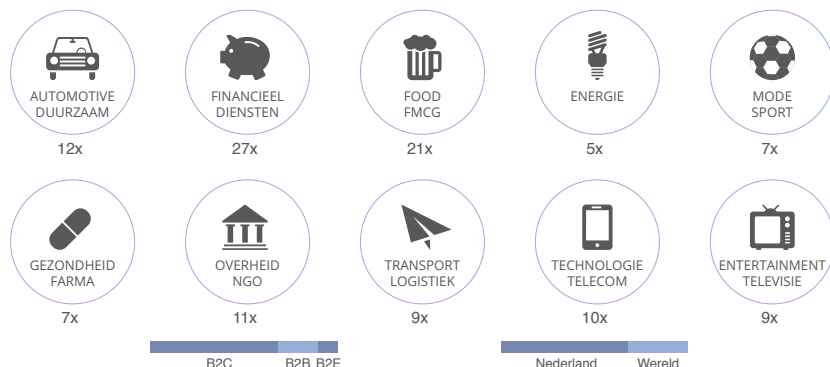 AUTOMOTIVE
DUURZAAM
12x
FINANCIEEL
DIENSTEN
27x
FOOD
FMCG
21x
ENERGIE
5x
MODE
SPORT
7x
GEZONDHEID
FARMA
7x
OVERHEID
NGO
11x
TRANSPORT
LOGISTIEK
9x
TECHNOLOGIE
TELECOM
10x
ENTERTAINMENT
TELEVISIE
9x
B2C B2B B2E
Nederland Wereld